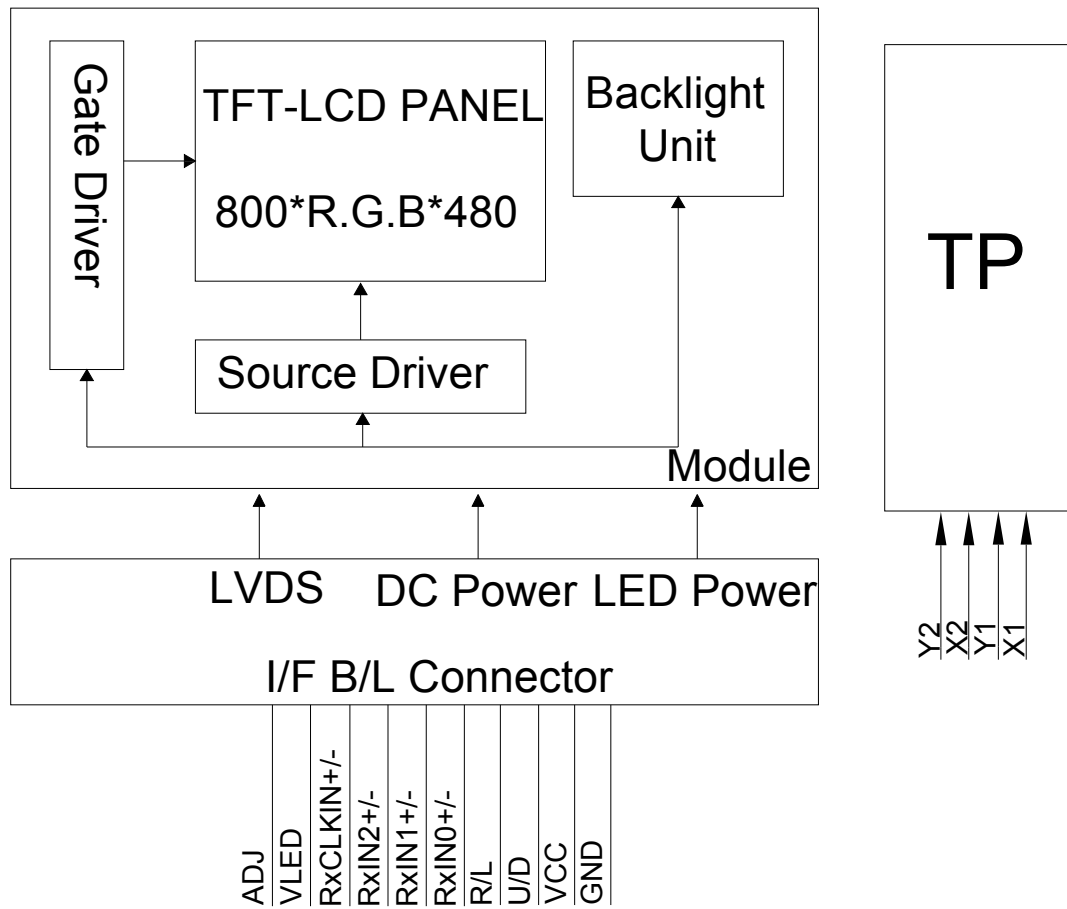 Gate Driver
TFT-LCD PANEL
800*R.G.B*480
Backlight
Unit
Source Driver
Module
TP
LVDS
DC Power
LED Power
I/F B/L Connector
ADJ
VLED
RxCLKIN+/-
RxIN2+/-
RxIN1+/-
RxIN0+/-
R/L
U/D
VCC
GND
Y2
X2
Y1
X1